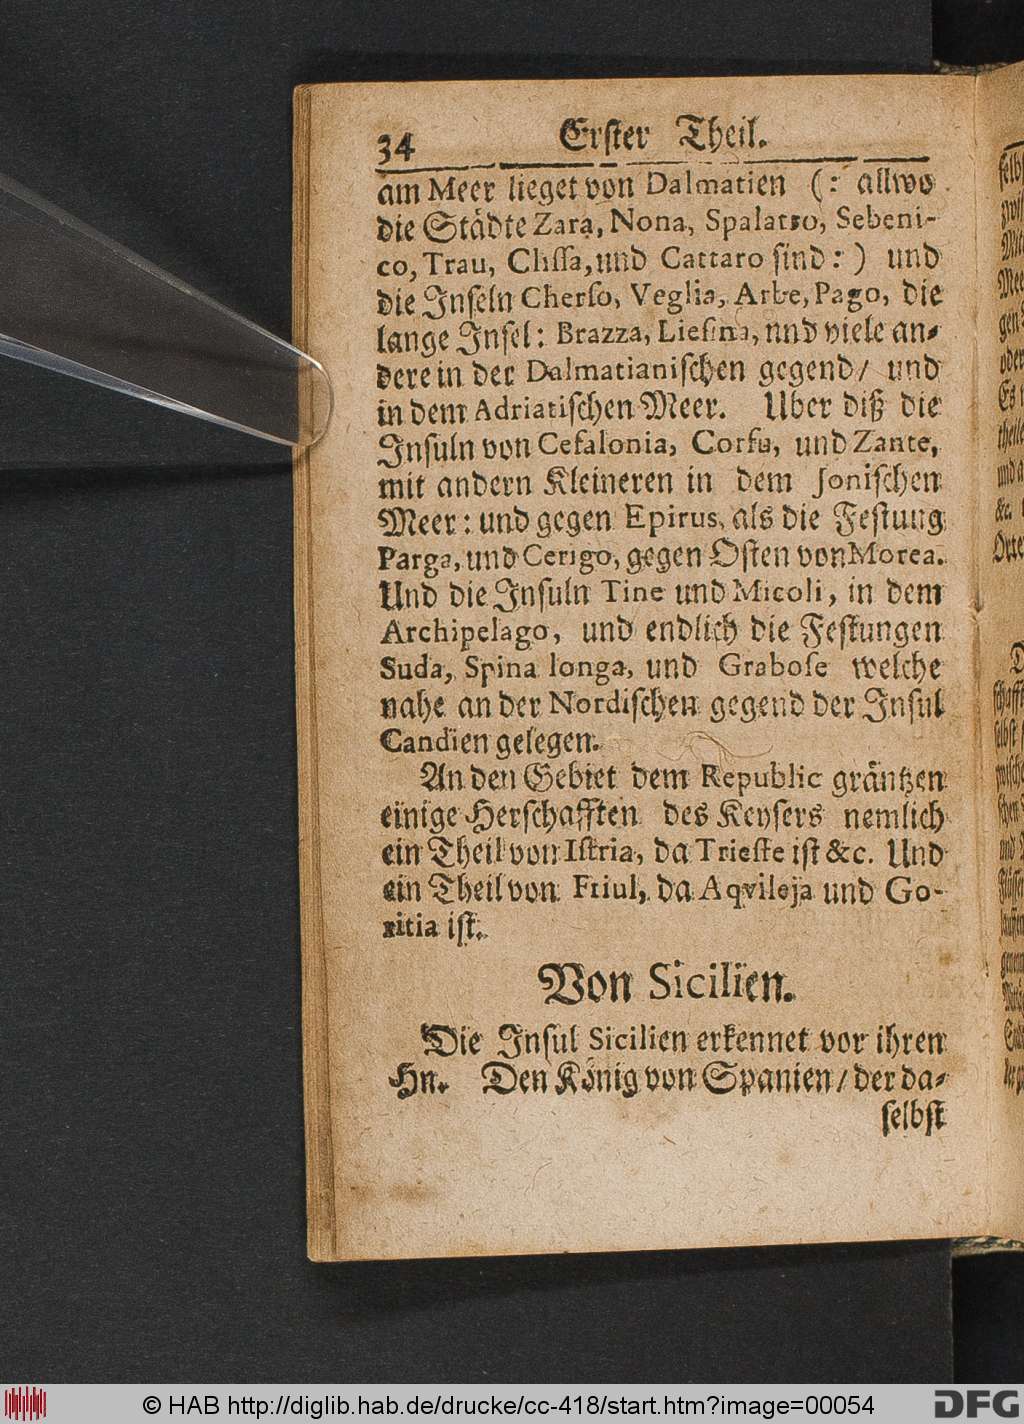 34 Erster Theil.
am Meer lieget von Dalmatien (: allwo
die Städte Zara, Nona, Spalatro, Sebeni-
co, Trau, Clissa, und Cattaro sind:) und
die Inseln Cherso, Veglia, Arbe, Pago, die
lange Insel: Brazza, Liesina, und viele an-
dere in der Dalmatianischen gegend/ und
in dem Adriatischen Meer. Uber diß die
Insuln von Cefalonia, Corfu, und Zante,
mit andern Kleineren in dem Jonischen
Meer: und gegen Epirus, als die Festung
Parga, und Cerigo, gegen Osten von Morea.
Und die Insuln Tine und Micoli, in dem
Archipelago, und endlich die Festungen
Suda, Spina longa, und Grabose welche
nahe an der Nordischen gegend der Insul
Candien gelegen.
An den Gebiet dem Republic gräntzen
einige Herschafften des Keysers nemlich
ein Theil von Istria, da Trieste ist &c. Und
ein Theil von Friul, da Aqvileja und Go-
ritia ist.
Von Sicilien.
Die Insul Sicilien erkennet vor ihren
Hn. Den König von Spanien/ der da-
selbst
© HAB http://diglib.hab.de/drucke/cc-418/start.htm?image=00054
DFG